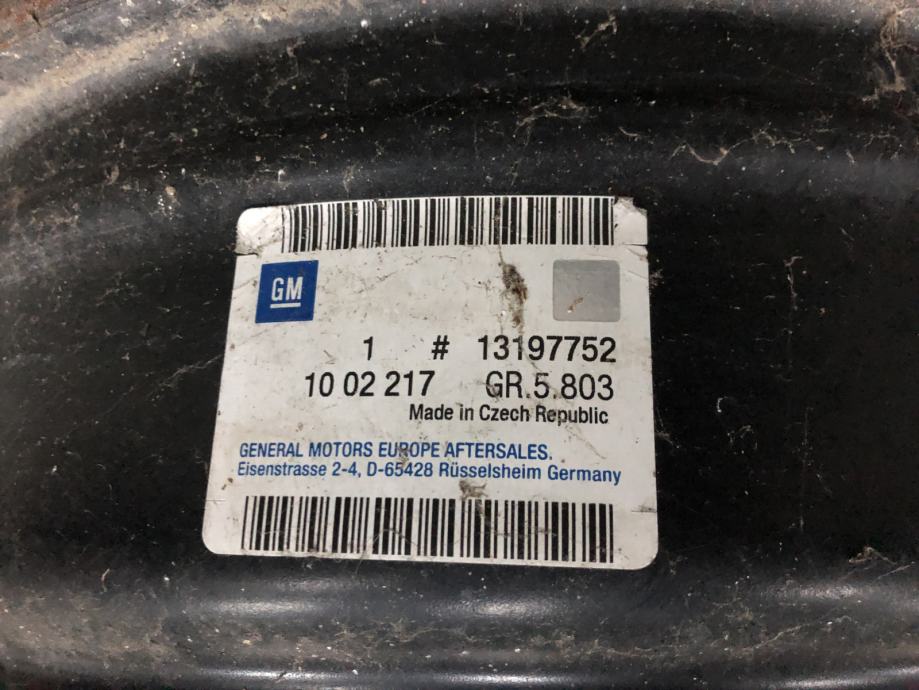 GM
1 # 13197752
10 02 217 GR.5.803
Made in Czech Republic
GENERAL MOTORS EUROPE AFTERSALES.
Eisenstrasse 2-4, D-65428 Rüsselsheim Germany